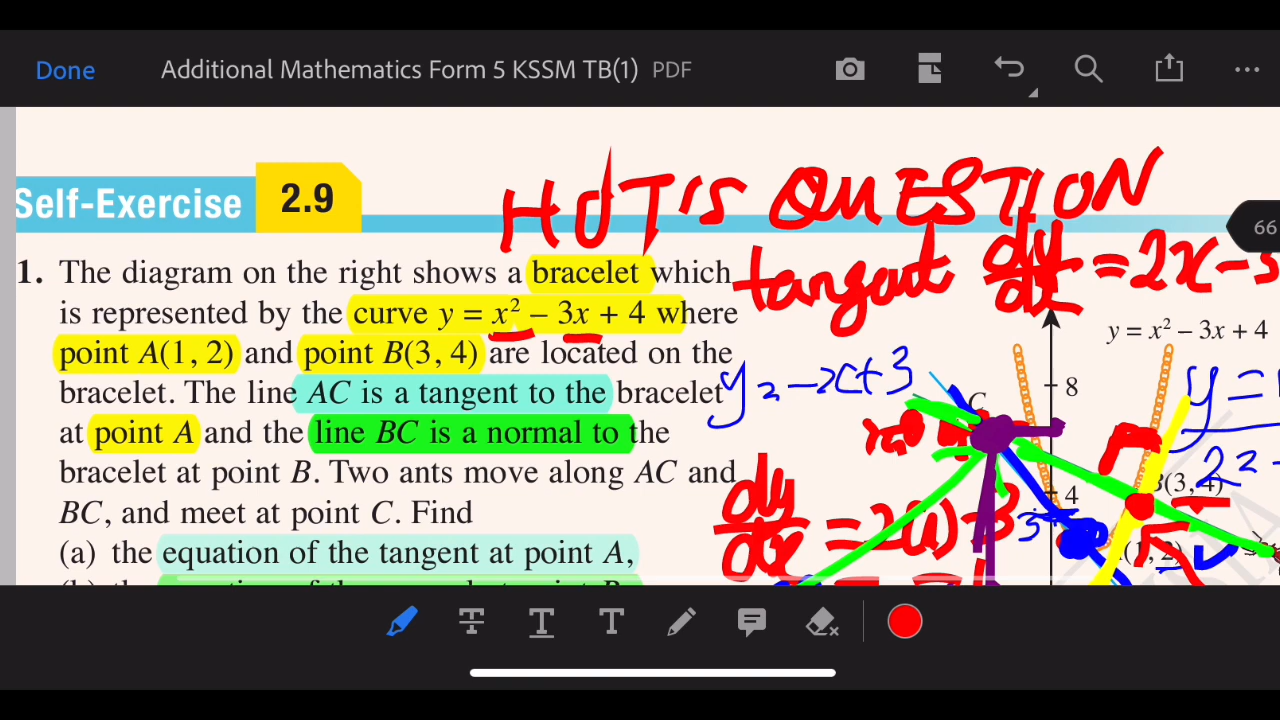 Done
Additional Mathematics Form 5 KSSM TB(1) PDF
66
Self-Exercise 2.9
HOT'S QUESTION
1. The diagram on the right shows a bracelet which
is represented by the curve y = x² – 3x + 4 where
point A(1, 2) and point B(3, 4) are located on the
bracelet. The line AC is a tangent to the bracelet
at point A and the line BC is a normal to the
bracelet at point B. Two ants move along AC and
BC, and meet at point C. Find
(a) the equation of the tangent at point A,
tangent dy/dx = 2x - 3
y = x² – 3x + 4
8
C
4
B(3, 4)
(1, 2)
y = -x + 3
dy/dx = 2(1) - 3
= -1